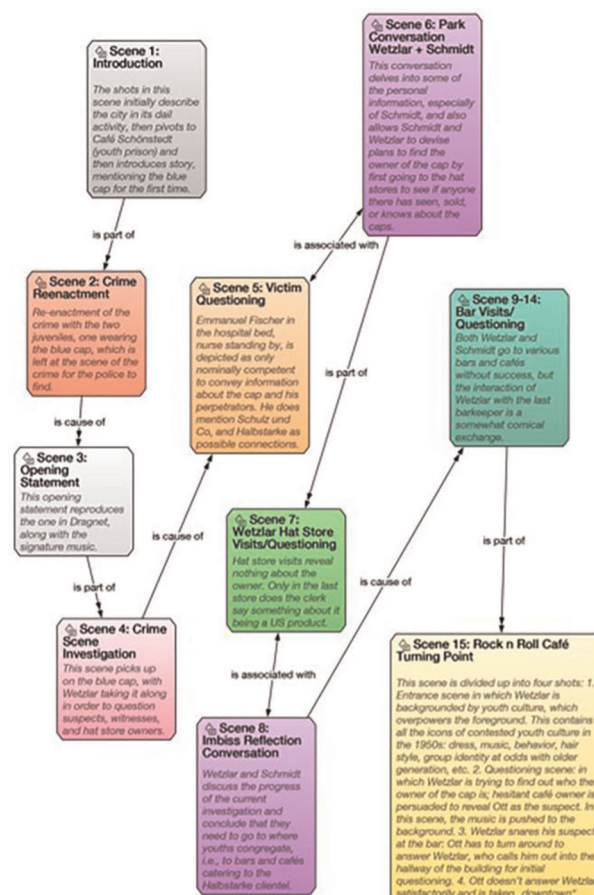 Scene 1:
Introduction
The shots in this
scene initially describe
the city in its dail
activity, then pivots to
Café Schönstedt
(youth prison) and
then introduces story,
mentioning the blue
cap for the first time.
is part of
Scene 2: Crime
Reenactment
Re-enactment of the
crime with the two
juveniles, one wearing
the blue cap, which is
left at the scene of the
crime for the police to
find.
is cause of
Scene 3:
Opening
Statement
This opening
statement reproduces
the one in Dragnet,
along with the
signature music.
is part of
Scene 4: Crime
Scene
Investigation
This scene picks up
on the blue cap, with
Wetzlar taking it along
in order to question
suspects, witnesses,
and hat store owners.
is cause of
Scene 5: Victim
Questioning
Emmanuel Fischer in
the hospital bed,
nurse standing by, is
depicted as only
nominally competent
to convey information
about the cap and his
perpetrators. He does
mention Schulz und
Co, and Halbstarke as
possible connections.
is associated with
Scene 6: Park
Conversation
Wetzlar + Schmidt
This conversation
delves into some of
the personal
information, especially
of Schmidt, and also
allows Schmidt and
Wetzlar to devise
plans to find the
owner of the cap by
first going to the hat
stores to see if anyone
there has seen, sold,
or knows about the
caps.
is part of
Scene 7:
Wetzlar Hat Store
Visits/Questioning
Hat store visits reveal
nothing about the
owner. Only in the last
store does the clerk
say something about it
being a US product.
is associated with
Scene 8:
Imbiss Reflection
Conversation
Wetzlar and Schmidt
discuss the progress
of the current
investigation and
conclude that they
need to go to where
youths congregate,
i.e., to bars and cafés
catering to the
Halbstarke clientel.
is cause of
Scene 9-14:
Bar Visits/
Questioning
Both Wetzlar and
Schmidt go to various
bars and cafés
without success, but
the interaction of
Wetzlar with the last
barkeeper is a
somewhat comical
exchange.
is part of
Scene 15: Rock n Roll Café
Turning Point
This scene is divided up into four shots: 1.
Entrance scene in which Wetzlar is
backgrounded by youth culture, which
overpowers the foreground. This contains
all the icons of contested youth culture in
the 1950s: dress, music, behavior, hair
style, group identity at odds with older
generation, etc. 2. Questioning scene: in
which Wetzlar is trying to find out who the
owner of the cap is; hesitant café owner is
persuaded to reveal Ott as the suspect. In
this scene, the music is pushed to the
background. 3. Wetzlar snares his suspect
at the bar: Ott has to turn around to
answer Wetzlar, who calls him out into the
hallway of the building for initial
questioning. 4. Ott doesn't answer Wetzlar
satisfactorily and is taken "downtown"